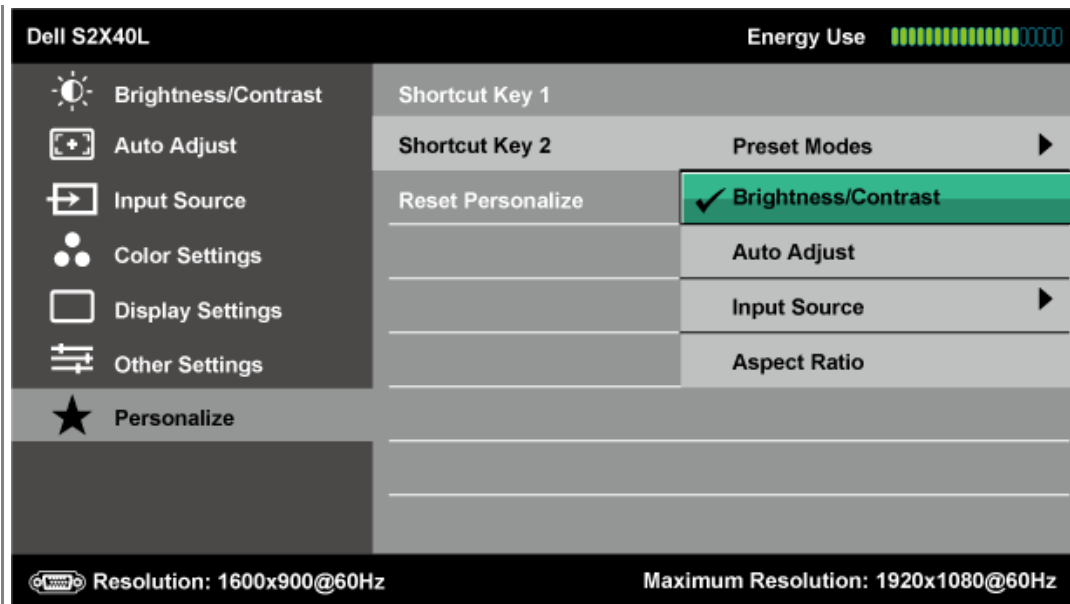 Dell S2X40L
Energy Use
Brightness/Contrast
Shortcut Key 1
Auto Adjust
Shortcut Key 2
Preset Modes
Input Source
Reset Personalize
Brightness/Contrast
Color Settings
Auto Adjust
Display Settings
Input Source
Other Settings
Aspect Ratio
Personalize
Resolution: 1600x900@60Hz
Maximum Resolution: 1920x1080@60Hz